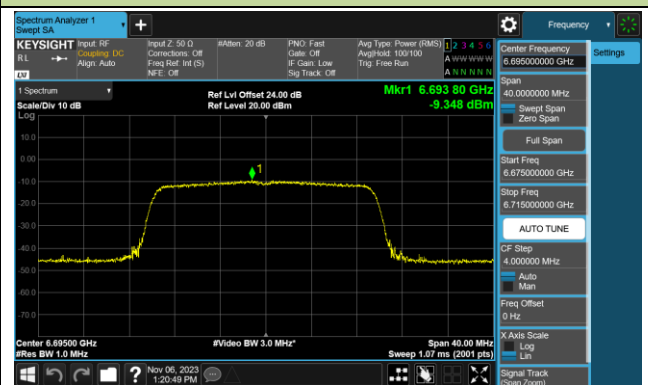 Spectrum Analyzer 1
Swept SA
+
Frequency
KEYSIGHT
RL
LXI
Input: RF
Coupling: DC
Align: Auto
Input Z: 50 Ω
Corrections: Off
Freq Ref: Int (S)
NFE: Off
#Atten: 20 dB
PNO: Fast
Gate: Off
IF Gain: Low
Sig Track: Off
Avg Type: Power (RMS)
Avg|Hold: 100/100
Trig: Free Run
1 2 3 4 5 6
A W W W W W
A N N N N N
Center Frequency
6.695000000 GHz
Settings
Span
40.0000000 MHz
Swept Span
Zero Span
Full Span
Start Freq
6.675000000 GHz
Stop Freq
6.715000000 GHz
AUTO TUNE
CF Step
4.000000 MHz
Auto
Man
Freq Offset
0 Hz
X Axis Scale
Log
Lin
Signal Track
(Span Zoom)
1 Spectrum
Scale/Div 10 dB
Log
Ref Lvl Offset 24.00 dB
Ref Level 20.00 dBm
Mkr1 6.693 80 GHz
-9.348 dBm
10.0
0.00
-10.0
-20.0
-30.0
-40.0
-50.0
-60.0
-70.0
1
Center 6.69500 GHz
#Res BW 1.0 MHz
#Video BW 3.0 MHz*
Span 40.00 MHz
Sweep 1.07 ms (2001 pts)
?
Nov 06, 2023
1:20:49 PM